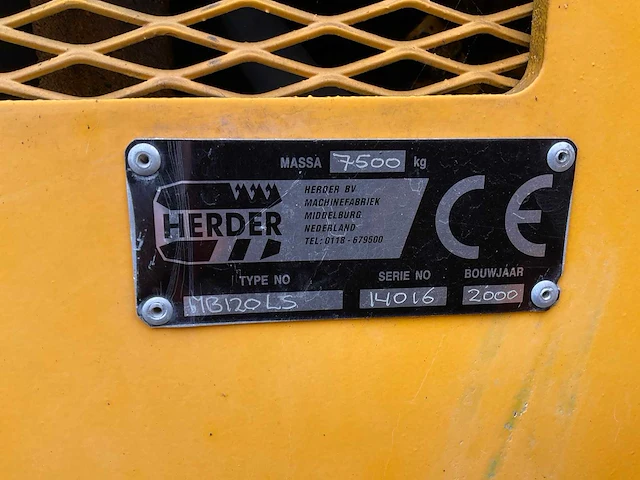 MASSA 7500 kg
HERDER
HERDER BV
MACHINEFABRIEK
MIDDELBURG
NEDERLAND
TEL: 0118 - 679500
CE
TYPE NO SERIE NO BOUWJAAR
MB120LS 14016 2000